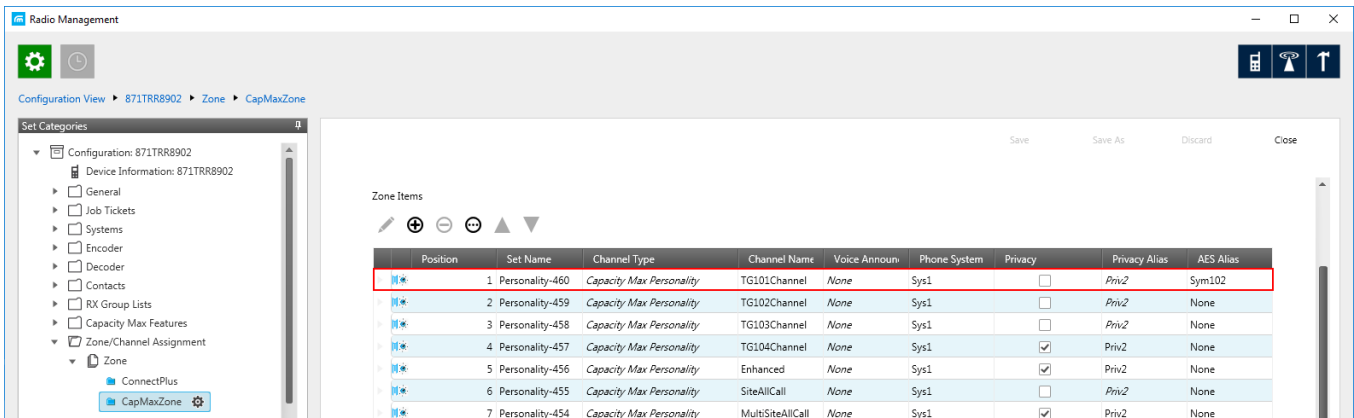 Radio Management
Configuration View 871TRR8902 Zone CapMaxZone
Set Categories
Configuration: 871TRR8902
Device Information: 871TRR8902
General
Job Tickets
Systems
Encoder
Decoder
Contacts
RX Group Lists
Capacity Max Features
Zone/Channel Assignment
Zone
ConnectPlus
CapMaxZone
Save Save As Discard Close
Zone Items
Position Set Name Channel Type Channel Name Voice Announ Phone System Privacy Privacy Alias AES Alias
1 Personality-460 Capacity Max Personality TG101Channel None Sys1 Priv2 Sym102
2 Personality-459 Capacity Max Personality TG102Channel None Sys1 Priv2 None
3 Personality-458 Capacity Max Personality TG103Channel None Sys1 Priv2 None
4 Personality-457 Capacity Max Personality TG104Channel None Sys1 Priv2 None
5 Personality-456 Capacity Max Personality Enhanced None Sys1 Priv2 None
6 Personality-455 Capacity Max Personality SiteAllCall None Sys1 Priv2 None
7 Personality-454 Capacity Max Personality MultiSiteAllCall None Sys1 Priv2 None